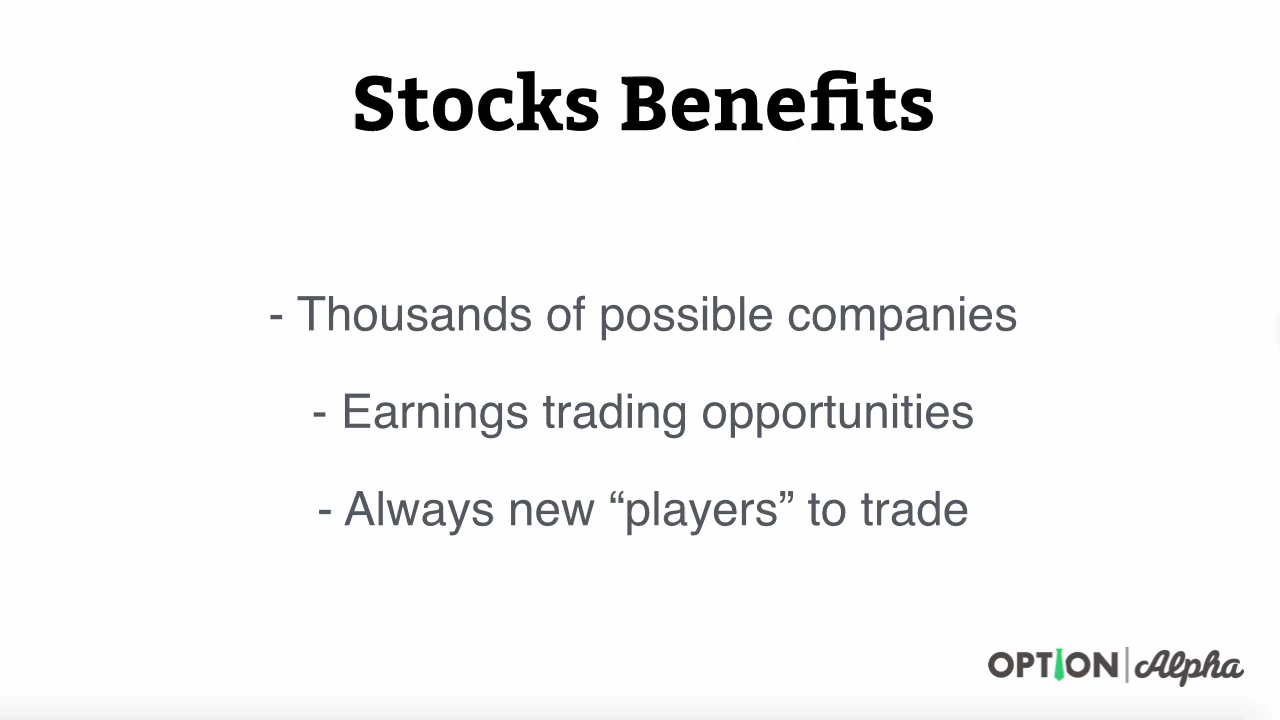 Stocks Benefits
- Thousands of possible companies
- Earnings trading opportunities
- Always new “players” to trade
OPTION | Alpha